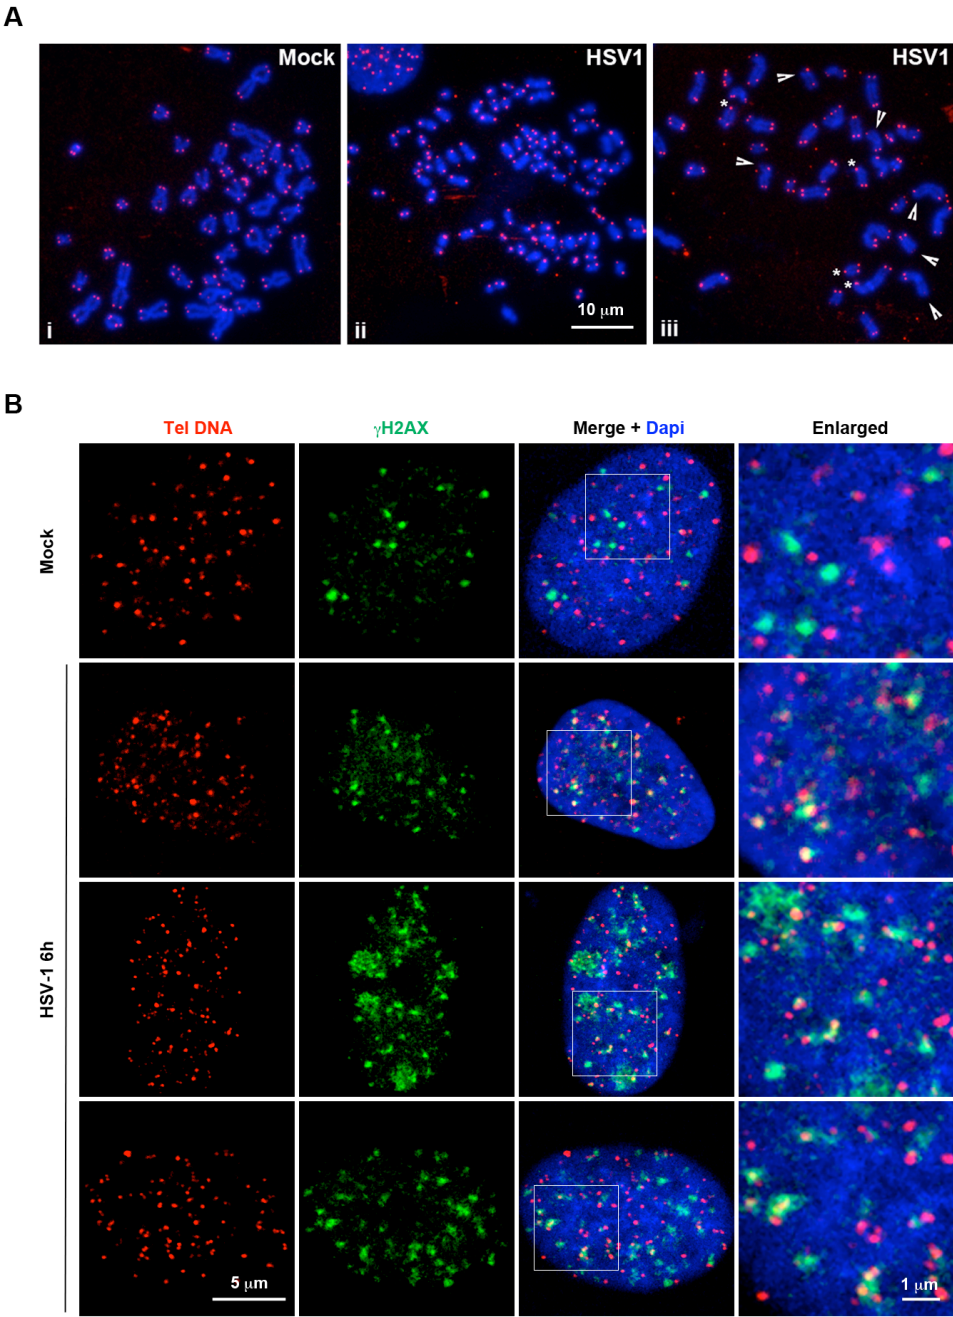 A
Mock
HSV1
HSV1
*
*
*
*
i
ii
10 μm
iii
B
Tel DNA
γH2AX
Merge + Dapi
Enlarged
Mock
HSV-1 6h
5 μm
1 μm